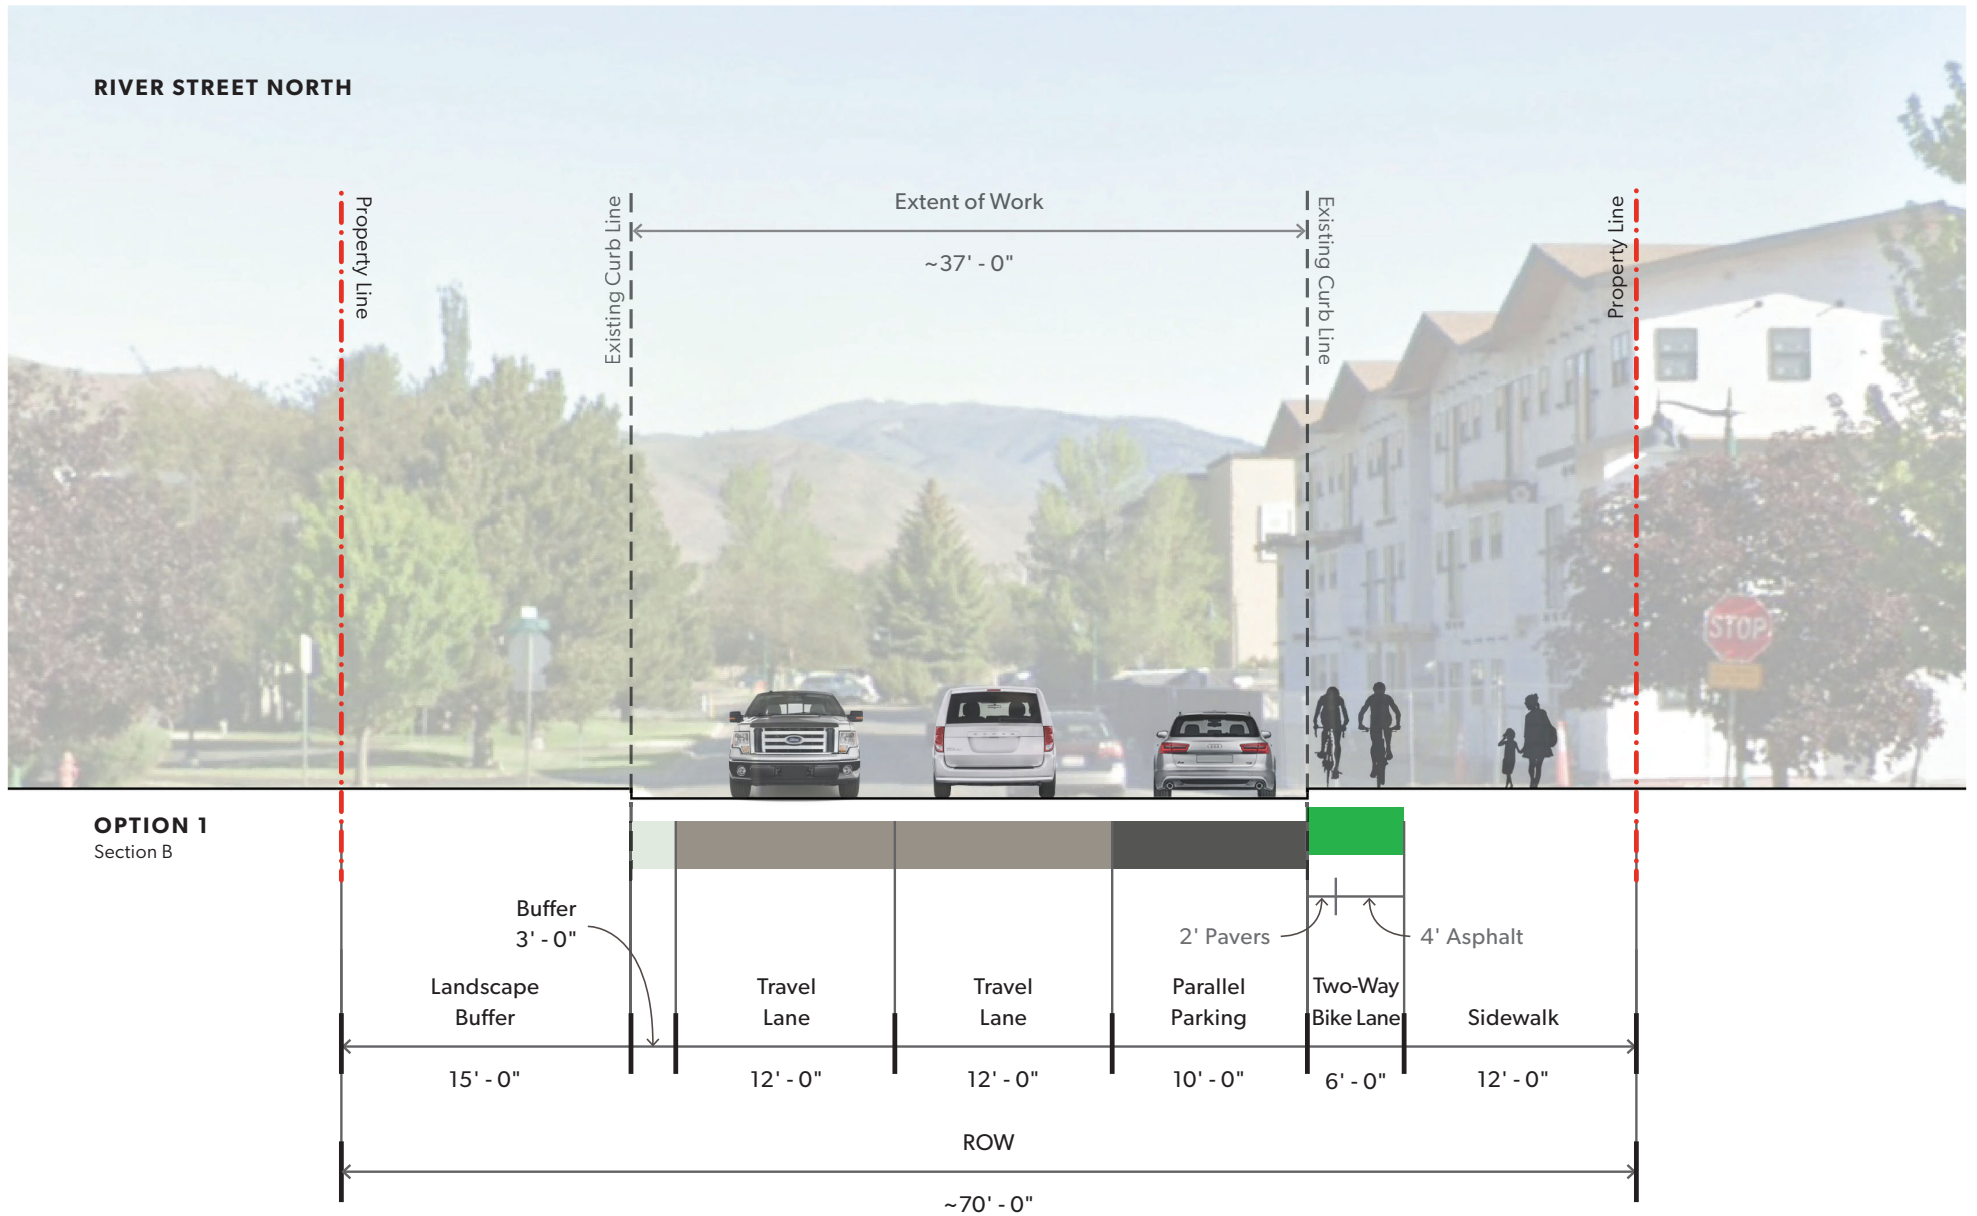 RIVER STREET NORTH
Property Line
Existing Curb Line
Extent of Work
~37' - 0"
Existing Curb Line
Property Line
STOP
OPTION 1
Section B
Buffer
3' - 0"
2' Pavers
4' Asphalt
Landscape
Buffer
Travel
Lane
Travel
Lane
Parallel
Parking
Two-Way
Bike Lane
Sidewalk
15' - 0"
12' - 0"
12' - 0"
10' - 0"
6' - 0"
12' - 0"
ROW
~70' - 0"